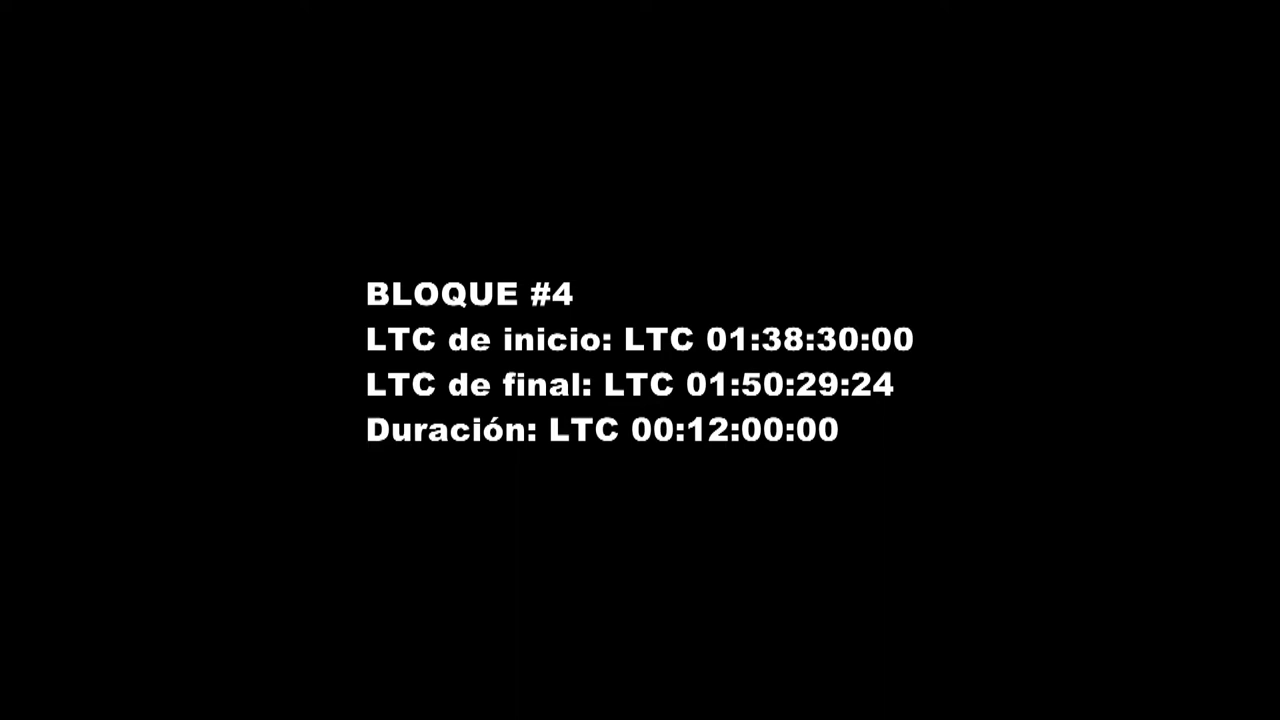 BLOQUE #4
LTC de inicio: LTC 01:38:30:00
LTC de final: LTC 01:50:29:24
Duración: LTC 00:12:00:00